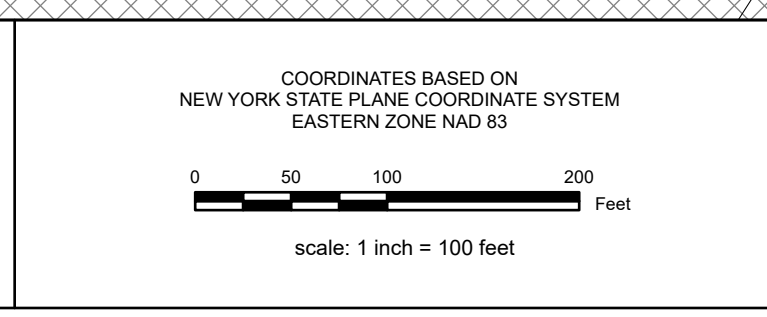 COORDINATES BASED ON
NEW YORK STATE PLANE COORDINATE SYSTEM
EASTERN ZONE NAD 83
0 50 100 200
Feet
scale: 1 inch = 100 feet